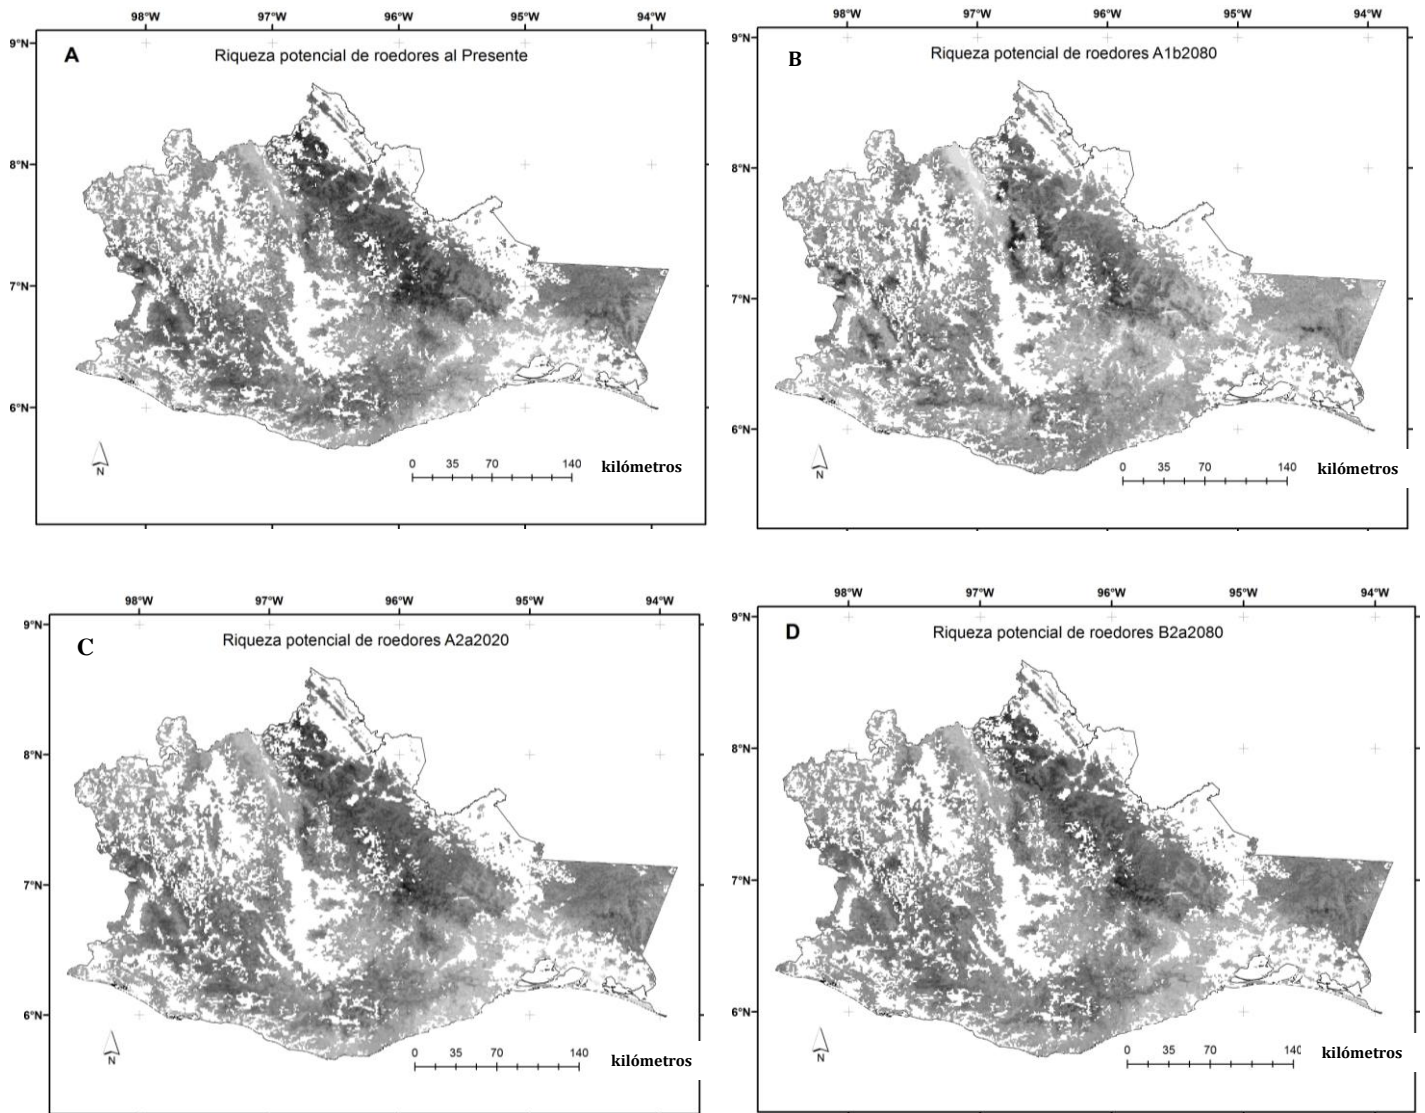 98°W 97°W 96°W 95°W 94°W
9°N
A
Riqueza potencial de roedores al Presente
8°N
7°N
6°N
N
0 35 70 140 kilómetros
98°W 97°W 96°W 95°W 94°W
9°N
B
Riqueza potencial de roedores A1b2080
8°N
7°N
6°N
N
0 35 70 140 kilómetros
98°W 97°W 96°W 95°W 94°W
9°N
C
Riqueza potencial de roedores A2a2020
8°N
7°N
6°N
N
0 35 70 140 kilómetros
98°W 97°W 96°W 95°W 94°W
9°N
D
Riqueza potencial de roedores B2a2080
8°N
7°N
6°N
N
0 35 70 140 kilómetros